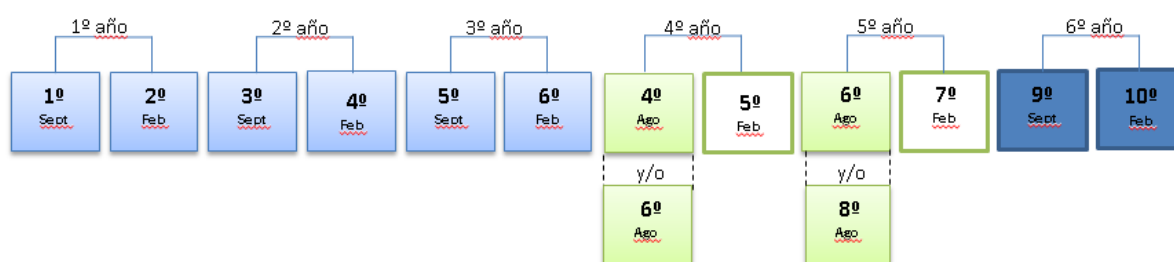 1º año 2º año 3º año 4º año 5º año 6º año
1º 2º 3º 4º 5º 6º 4º 5º 6º 7º 9º 10º
Sept Feb Sept Feb Sept Feb Ago Feb Ago Feb Sept Feb
y/o y/o
6º 8º
Ago Ago